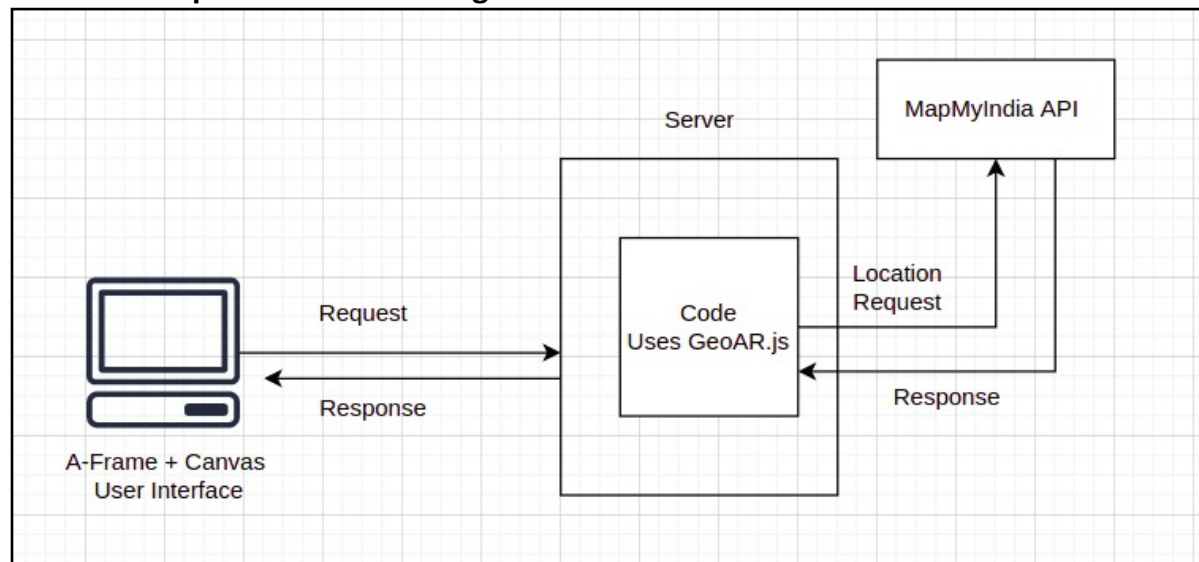 Server
MapMyIndia API
Code
Uses GeoAR.js
Location
Request
Response
Request
Response
A-Frame + Canvas
User Interface